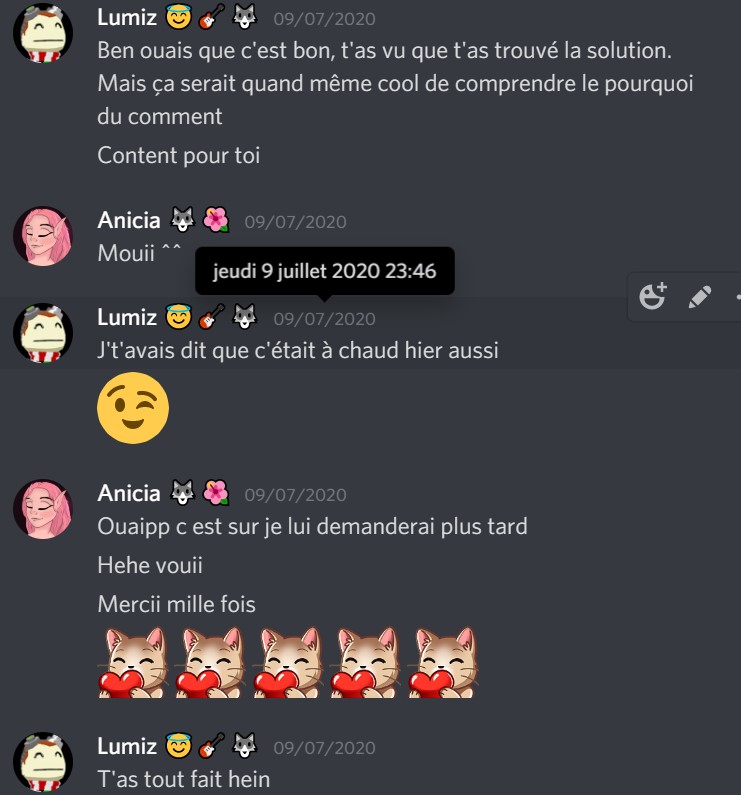 Lumiz 😇 🎸 🐺 09/07/2020
Ben ouais que c'est bon, t'as vu que t'as trouvé la solution.
Mais ça serait quand même cool de comprendre le pourquoi
du comment
Content pour toi
Anicia 🐺 🌺 09/07/2020
Mouii ^^
jeudi 9 juillet 2020 23:46
Lumiz 😇 🎸 🐺 09/07/2020
J't'avais dit que c'était à chaud hier aussi
😉
Anicia 🐺 🌺 09/07/2020
Ouaipp c est sur je lui demanderai plus tard
Hehe vouii
Mercii mille fois
Lumiz 😇 🎸 🐺 09/07/2020
T'as tout fait hein